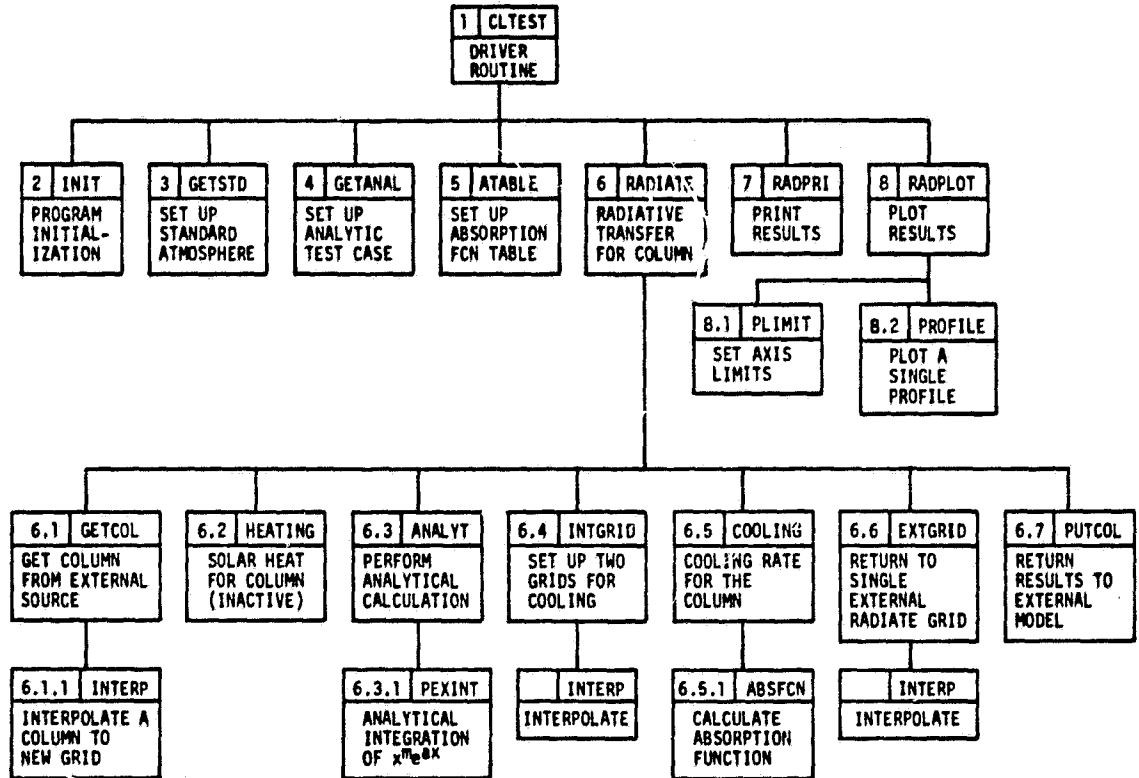 1 CLTEST
DRIVER
ROUTINE
2 INIT
PROGRAM
INITIAL-
IZATION
3 GETSTD
SET UP
STANDARD
ATMOSPHERE
4 GETANAL
SET UP
ANALYTIC
TEST CASE
5 ATABLE
SET UP
ABSORPTION
FCN TABLE
6 RADIATE
RADIATIVE
TRANSFER
FOR COLUMN
7 RADPRI
PRINT
RESULTS
8 RADPLOT
PLOT
RESULTS
8.1 PLIMIT
SET AXIS
LIMITS
8.2 PROFILE
PLOT A
SINGLE
PROFILE
6.1 GETCOL
GET COLUMN
FROM EXTERNAL
SOURCE
6.2 HEATING
SOLAR HEAT
FOR COLUMN
(INACTIVE)
6.3 ANALYT
PERFORM
ANALYTICAL
CALCULATION
6.4 INTGRID
SET UP TWO
GRIDS FOR
COOLING
6.5 COOLING
COOLING RATE
FOR THE
COLUMN
6.6 EXTGRID
RETURN TO
SINGLE
EXTERNAL
RADIATE GRID
6.7 PUTCOL
RETURN
RESULTS TO
EXTERNAL
MODEL
6.1.1 INTERP
INTERPOLATE A
COLUMN TO
NEW GRID
6.3.1 PEXINT
ANALYTICAL
INTEGRATION
OF x^m e^ax
INTERP
INTERPOLATE
6.5.1 ABSFCN
CALCULATE
ABSORPTION
FUNCTION
INTERP
INTERPOLATE